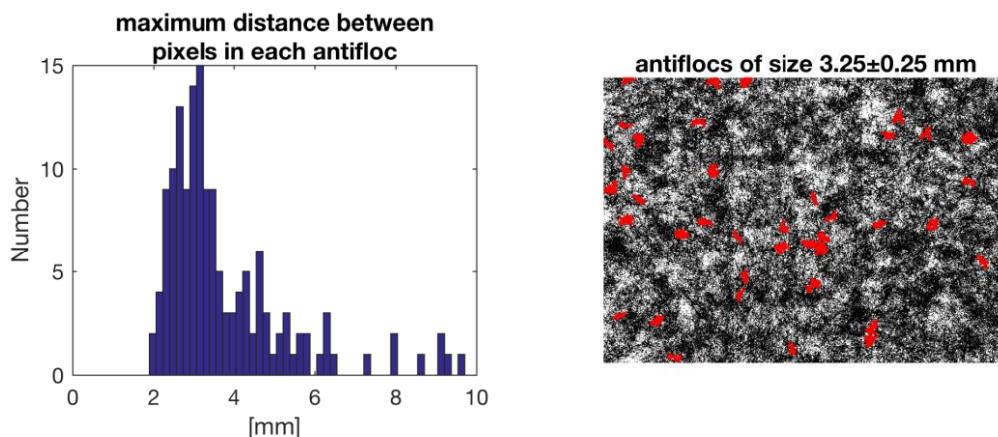 maximum distance between
pixels in each antifloc
15
10
5
0
Number
0 2 4 6 8 10
[mm]
antiflocs of size 3.25±0.25 mm